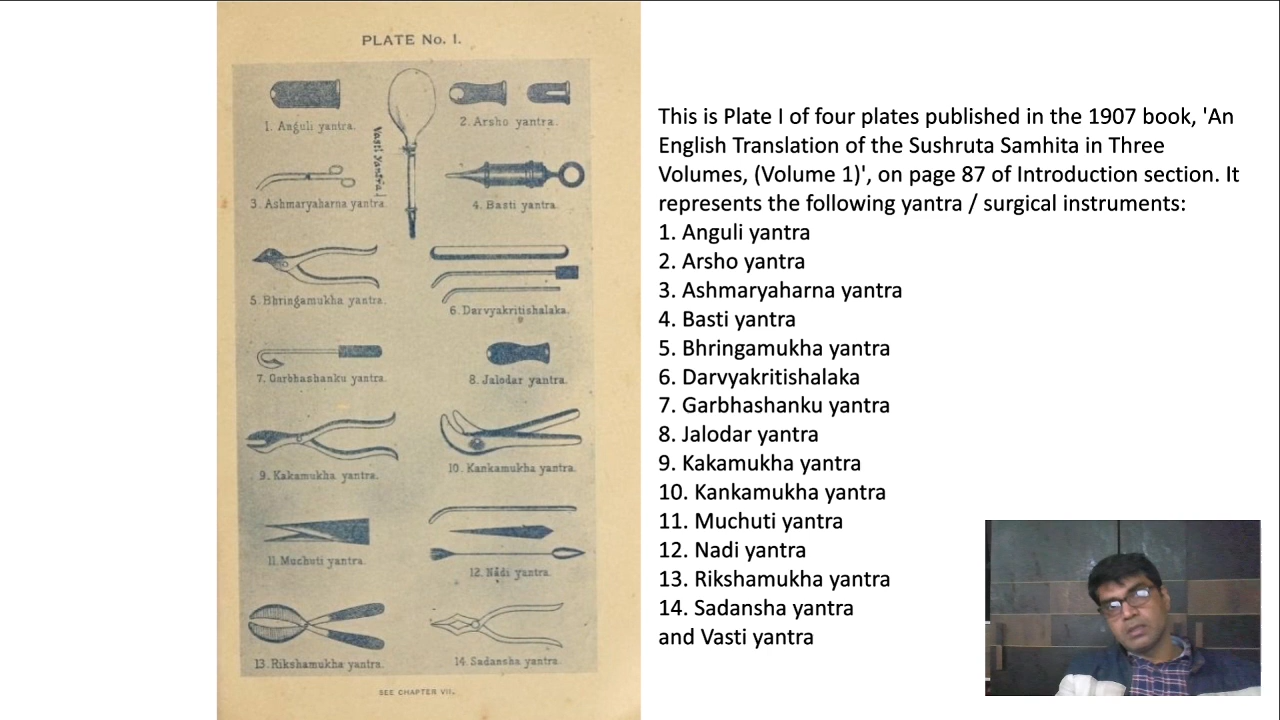 PLATE No. I.
1. Anguli yantra.
Vasti Yantra
2. Arsho yantra.
3. Ashmaryaharna yantra.
4. Basti yantra.
5. Bhringamukha yantra.
6. Darvyakritishalaka.
7. Garbhashanku yantra.
8. Jalodar yantra.
9. Kakamukha yantra.
10. Kankamukha yantra.
11. Muchuti yantra.
12. Nādi yantra.
13. Rikshamukha yantra.
14. Sadansha yantra.
SEE CHAPTER VII.
This is Plate I of four plates published in the 1907 book, 'An
English Translation of the Sushruta Samhita in Three
Volumes, (Volume 1)', on page 87 of Introduction section. It
represents the following yantra / surgical instruments:
1. Anguli yantra
2. Arsho yantra
3. Ashmaryaharna yantra
4. Basti yantra
5. Bhringamukha yantra
6. Darvyakritishalaka
7. Garbhashanku yantra
8. Jalodar yantra
9. Kakamukha yantra
10. Kankamukha yantra
11. Muchuti yantra
12. Nadi yantra
13. Rikshamukha yantra
14. Sadansha yantra
and Vasti yantra